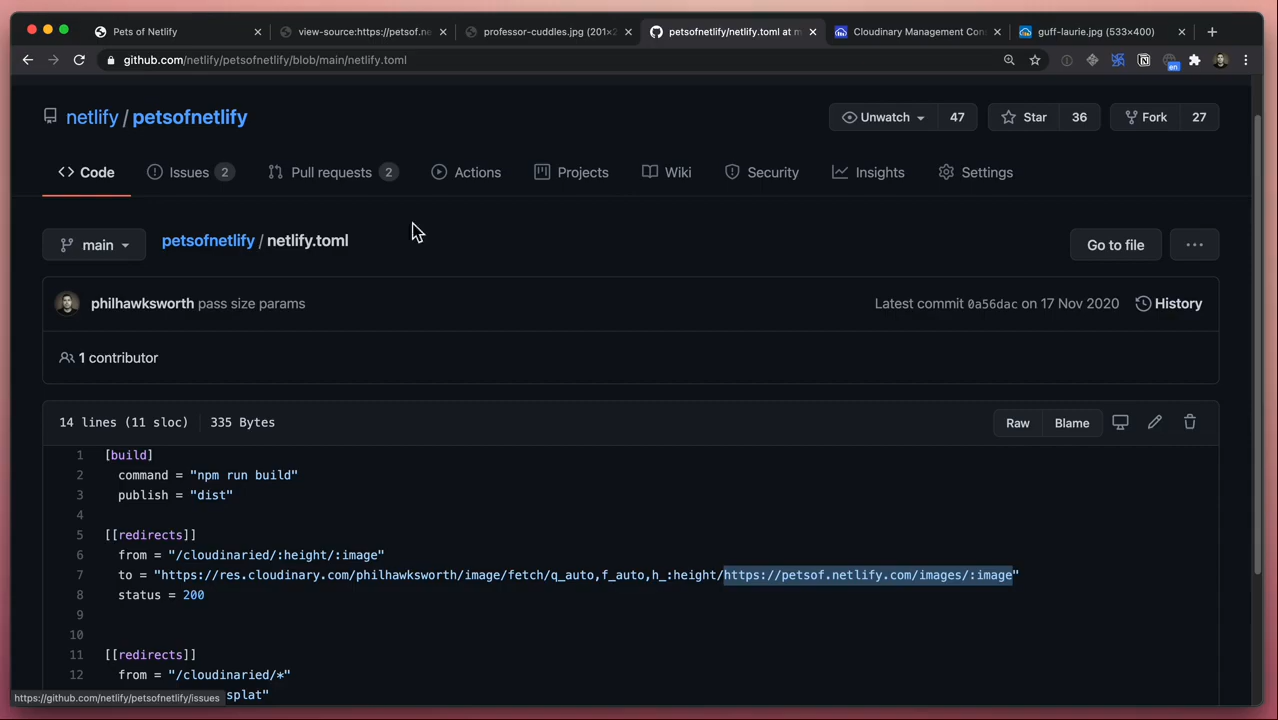 Pets of Netlify
view-source:https://petsof.ne
professor-cuddles.jpg (201×2
petsofnetlify/netlify.toml at m
Cloudinary Management Con
guff-laurie.jpg (533×400)
github.com/netlify/petsofnetlify/blob/main/netlify.toml
en
netlify / petsofnetlify
Unwatch 47
Star 36
Fork 27
Code
Issues 2
Pull requests 2
Actions
Projects
Wiki
Security
Insights
Settings
main
petsofnetlify / netlify.toml
Go to file
...
philhawksworth pass size params
Latest commit 0a56dac on 17 Nov 2020
History
1 contributor
14 lines (11 sloc) 335 Bytes
Raw
Blame
1 [build]
2 command = "npm run build"
3 publish = "dist"
4
5 [[redirects]]
6 from = "/cloudinaried/:height/:image"
7 to = "https://res.cloudinary.com/philhawksworth/image/fetch/q_auto,f_auto,h_:height/https://petsof.netlify.com/images/:image"
8 status = 200
9
10
11 [[redirects]]
12 from = "/cloudinaried/*"
splat"
https://github.com/netlify/petsofnetlify/issues